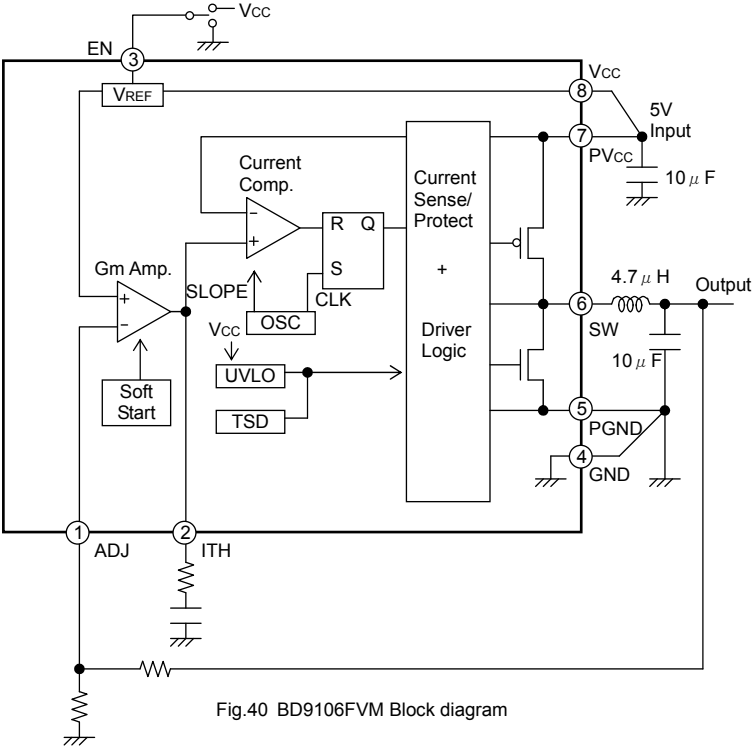 VCC
EN
3
VREF
VCC
8
5V
Input
7
PVCC
10μF
Current
Comp.
-
+
R Q
S
CLK
Current
Sense/
Protect
+
Driver
Logic
Gm Amp.
+
-
SLOPE
OSC
VCC
UVLO
TSD
Soft
Start
4.7μH
Output
6
SW
10μF
5
PGND
4
GND
1
ADJ
2
ITH
Fig.40 BD9106FVM Block diagram